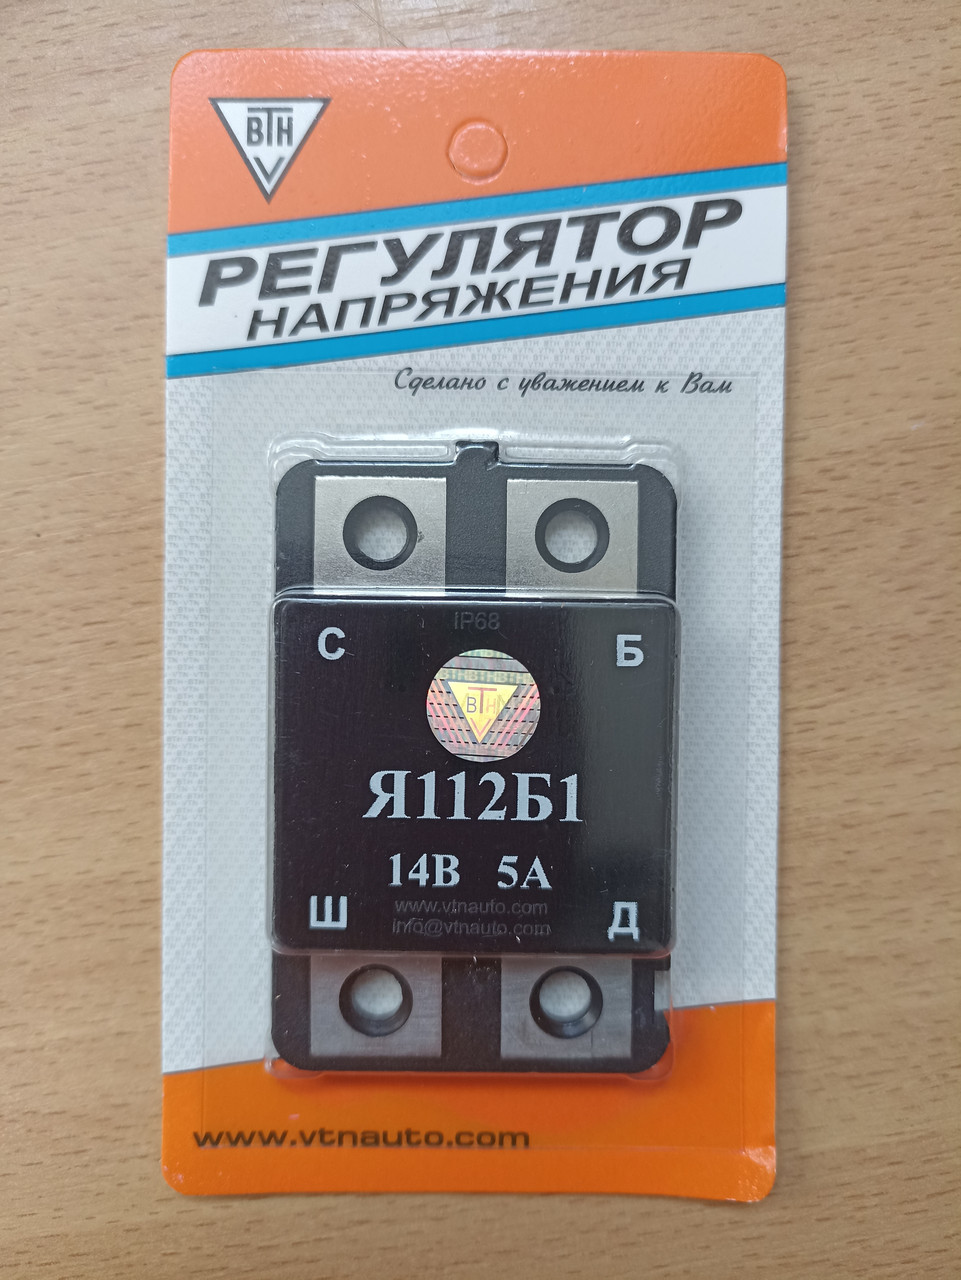 ВТН
РЕГУЛЯТОР
НАПРЯЖЕНИЯ
Сделано с уважением к Вам
IP68
С Б
ВТН
Я112Б1
14В 5А
www.vtnauto.com
info@vtnauto.com
Ш Д
www.vtnauto.com